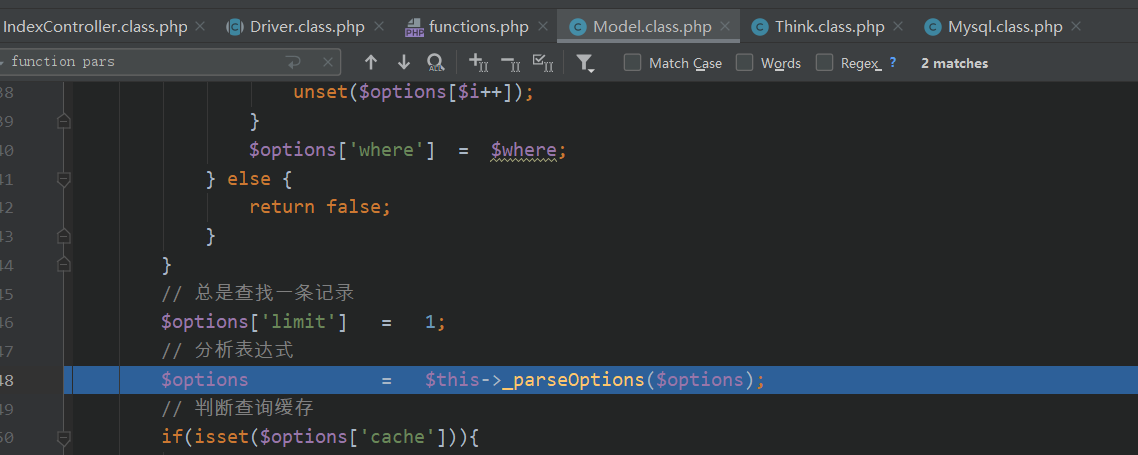 IndexController.class.php × Driver.class.php × functions.php × Model.class.php × Think.class.php × Mysql.class.php ×
function pars Match Case Words Regex ? 2 matches
38 unset($options[$i++]);
39 }
40 $options['where'] = $where;
41 } else {
42 return false;
43 }
44 }
45 // 总是查找一条记录
46 $options['limit'] = 1;
47 // 分析表达式
48 $options = $this->_parseOptions($options);
49 // 判断查询缓存
50 if(isset($options['cache'])){